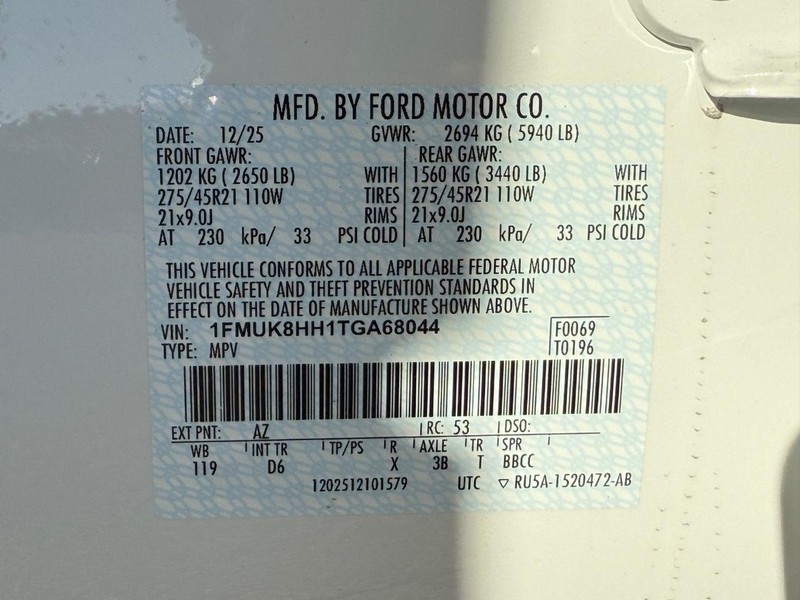 MFD. BY FORD MOTOR CO.
DATE: 12/25 GVWR: 2694 KG ( 5940 LB)
FRONT GAWR: REAR GAWR:
1202 KG ( 2650 LB) WITH 1560 KG ( 3440 LB) WITH
275/45R21 110W TIRES 275/45R21 110W TIRES
21x9.0J RIMS 21x9.0J RIMS
AT 230 kPa/ 33 PSI COLD AT 230 kPa/ 33 PSI COLD
THIS VEHICLE CONFORMS TO ALL APPLICABLE FEDERAL MOTOR
VEHICLE SAFETY AND THEFT PREVENTION STANDARDS IN
EFFECT ON THE DATE OF MANUFACTURE SHOWN ABOVE.
VIN: 1FMUK8HH1TGA68044 F0069
TYPE: MPV T0196
EXT PNT: AZ RC: 53 DSO:
WB INT TR TP/PS R AXLE TR SPR
119 D6 X 3B T BBCC
1202512101579 UTC ▽ RU5A-1520472-AB